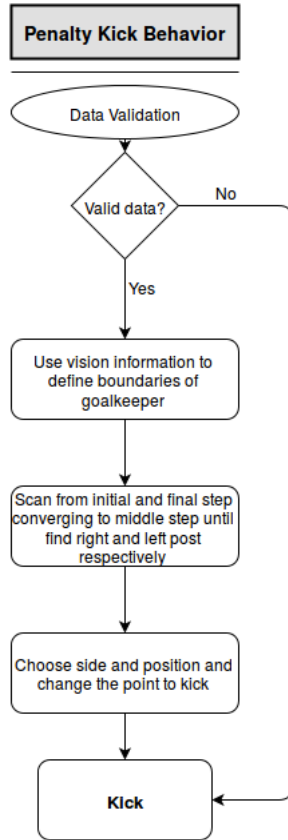 Penalty Kick Behavior
Data Validation
Valid data?
No
Yes
Use vision information to
define boundaries of
goalkeeper
Scan from initial and final step
converging to middle step until
find right and left post
respectively
Choose side and position and
change the point to kick
Kick